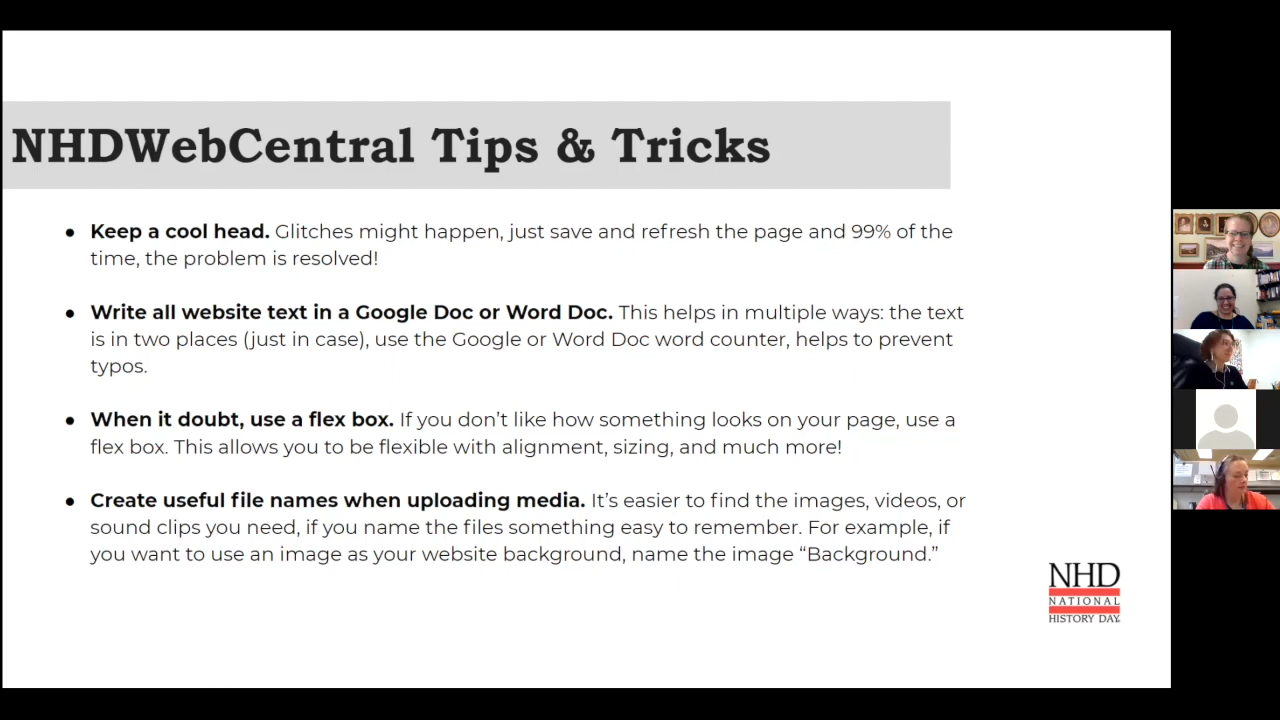 NHDWebCentral Tips & Tricks
● Keep a cool head. Glitches might happen, just save and refresh the page and 99% of the
time, the problem is resolved!
● Write all website text in a Google Doc or Word Doc. This helps in multiple ways: the text
is in two places (just in case), use the Google or Word Doc word counter, helps to prevent
typos.
● When it doubt, use a flex box. If you don’t like how something looks on your page, use a
flex box. This allows you to be flexible with alignment, sizing, and much more!
● Create useful file names when uploading media. It’s easier to find the images, videos, or
sound clips you need, if you name the files something easy to remember. For example, if
you want to use an image as your website background, name the image “Background.”
NHD
NATIONAL
HISTORY DAY